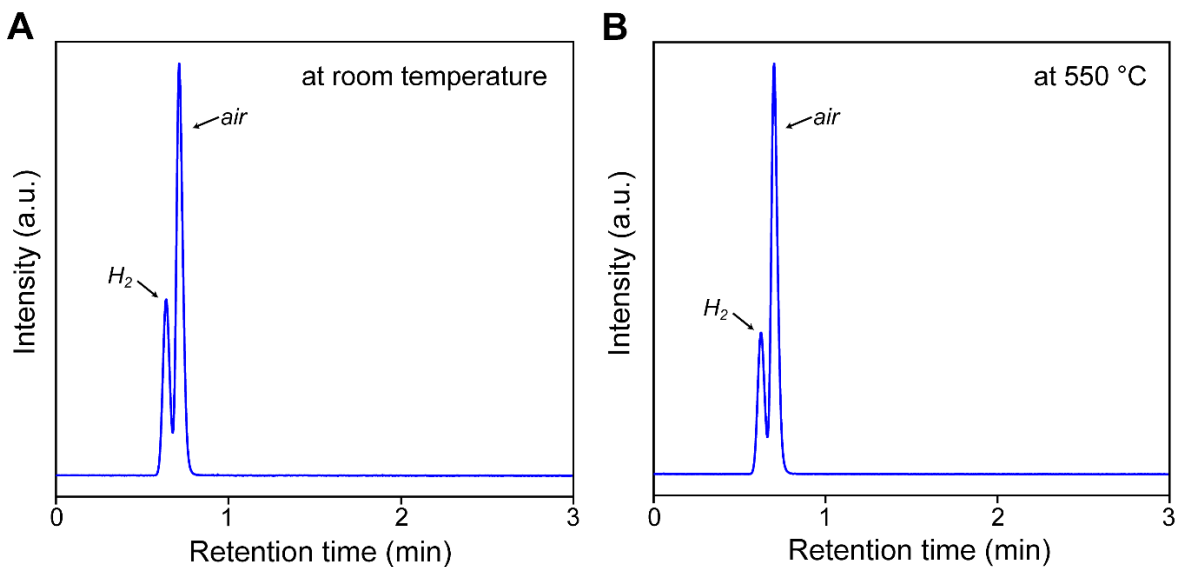 A
at room temperature
air
H2
Intensity (a.u.)
0 1 2 3
Retention time (min)
B
at 550 °C
air
H2
Intensity (a.u.)
0 1 2 3
Retention time (min)